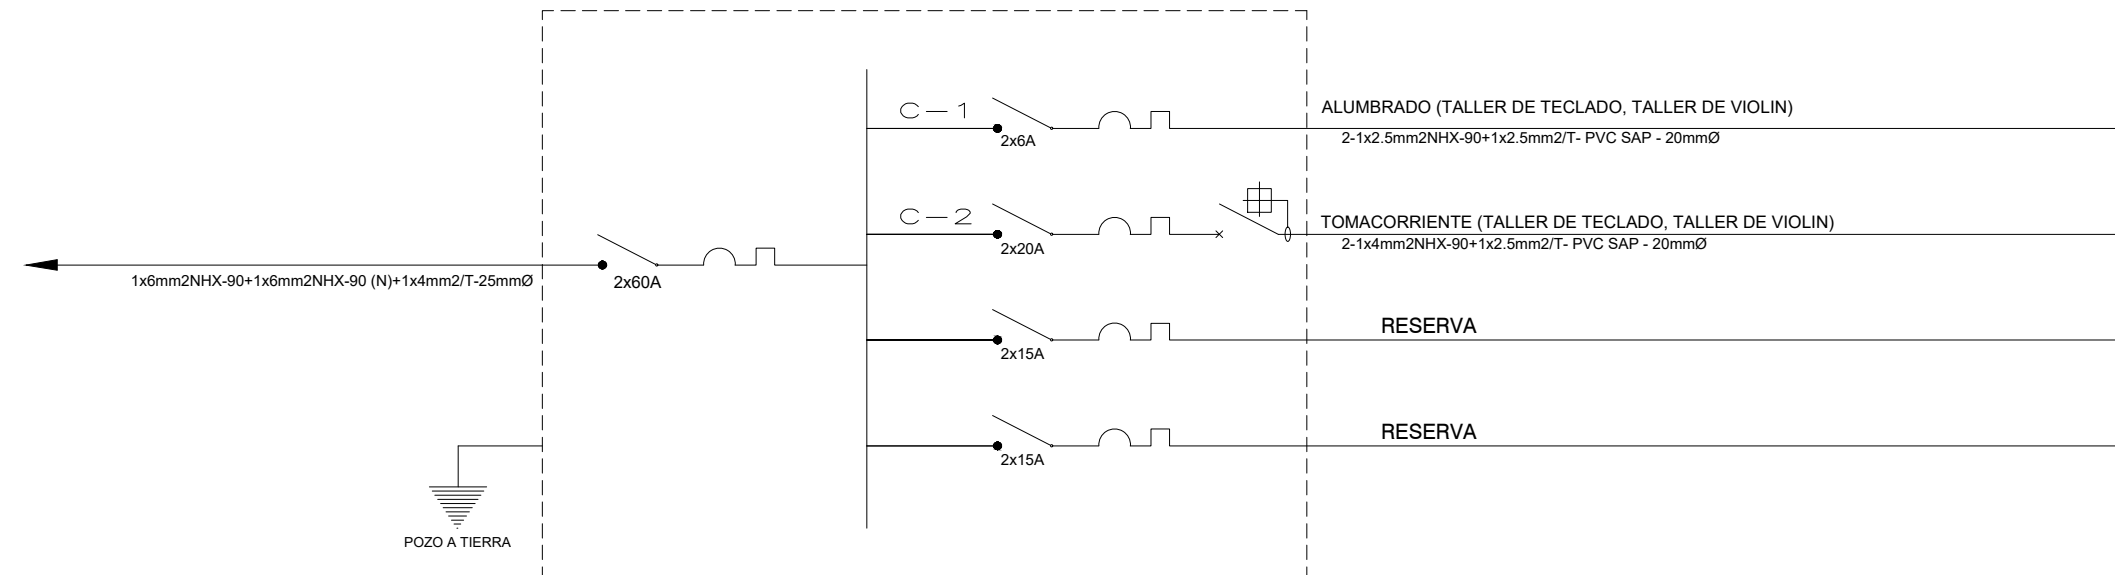 C-1
2x6A
ALUMBRADO (TALLER DE TECLADO, TALLER DE VIOLIN)
2-1x2.5mm2NHX-90+1x2.5mm2/T- PVC SAP - 20mmØ
C-2
2x20A
TOMACORRIENTE (TALLER DE TECLADO, TALLER DE VIOLIN)
2-1x4mm2NHX-90+1x2.5mm2/T- PVC SAP - 20mmØ
1x6mm2NHX-90+1x6mm2NHX-90 (N)+1x4mm2/T-25mmØ
2x60A
2x15A
RESERVA
2x15A
RESERVA
POZO A TIERRA